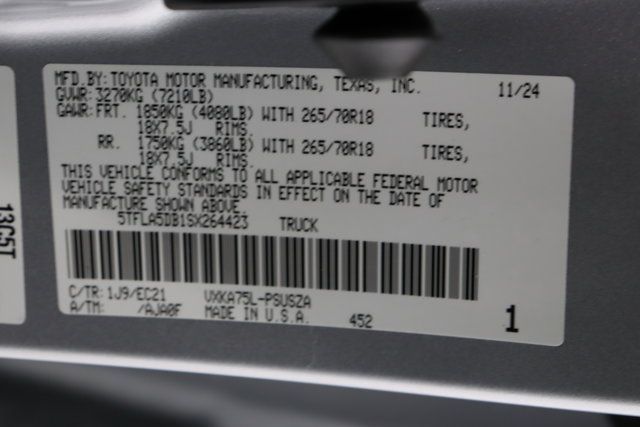 MFD.BY:TOYOTA MOTOR MANUFACTURING, TEXAS, INC. 11/24
GVWR:3270KG (7210LB)
GAWR:FRT. 1850KG (4080LB) WITH 265/70R18 TIRES,
18X7.5J RIMS.
RR. 1750KG (3860LB) WITH 265/70R18 TIRES,
18X7.5J RIMS.
THIS VEHICLE CONFORMS TO ALL APPLICABLE FEDERAL MOTOR
VEHICLE SAFETY STANDARDS IN EFFECT ON THE DATE OF
MANUFACTURE SHOWN ABOVE.
5TFLA5DB1SX264423 TRUCK
C/TR:1J9/EC21 VXKA75L-PSUSZA
A/TM: /AJA0F MADE IN U.S.A. 452 1
13C5T